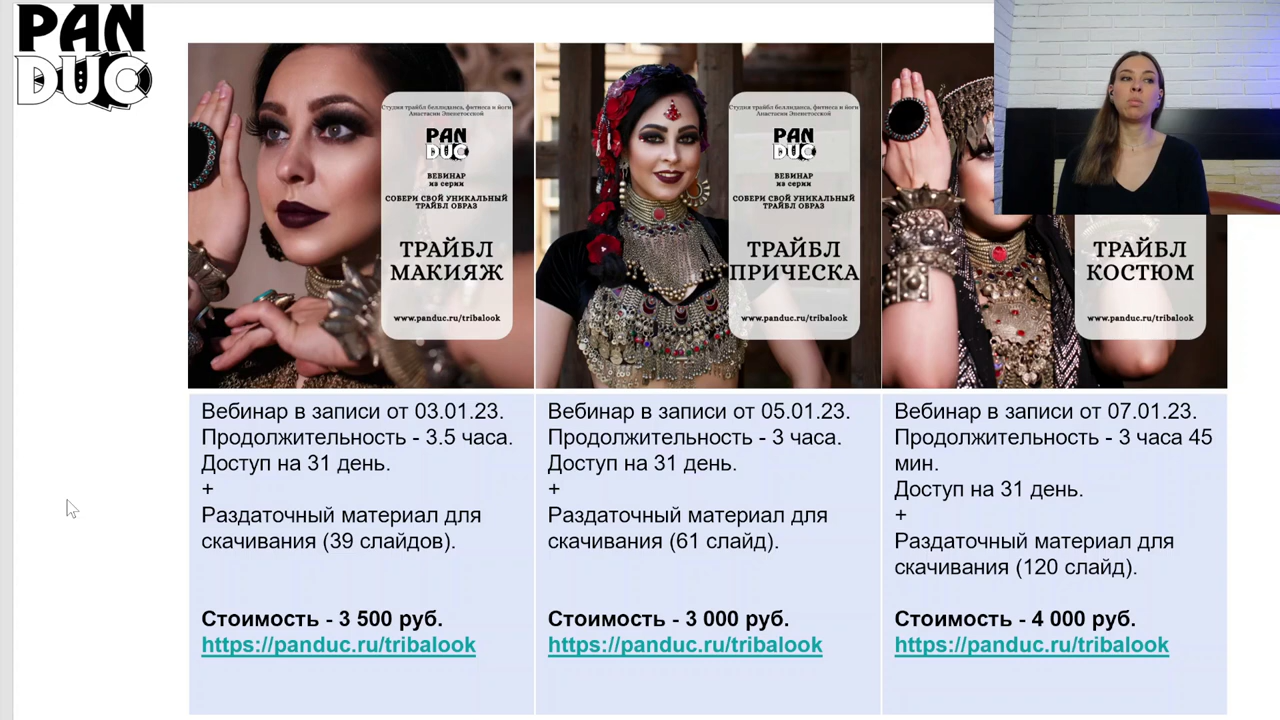 PAN
DUC
Студия трайбл беллиданса, фитнеса и йоги
Анастасии Эпенетосской
PAN
DUC
ВЕБИНАР
из серии
СОБЕРИ СВОЙ УНИКАЛЬНЫЙ
ТРАЙБЛ ОБРАЗ
ТРАЙБЛ
МАКИЯЖ
www.panduc.ru/tribalook
Студия трайбл беллиданса, фитнеса и йоги
Анастасии Эпенетосской
PAN
DUC
ВЕБИНАР
из серии
СОБЕРИ СВОЙ УНИКАЛЬНЫЙ
ТРАЙБЛ ОБРАЗ
ТРАЙБЛ
ПРИЧЕСКА
www.panduc.ru/tribalook
ТРАЙБЛ
КОСТЮМ
www.panduc.ru/tribalook
Вебинар в записи от 03.01.23.
Продолжительность - 3.5 часа.
Доступ на 31 день.
+
Раздаточный материал для
скачивания (39 слайдов).
Стоимость - 3 500 руб.
https://panduc.ru/tribalook
Вебинар в записи от 05.01.23.
Продолжительность - 3 часа.
Доступ на 31 день.
+
Раздаточный материал для
скачивания (61 слайд).
Стоимость - 3 000 руб.
https://panduc.ru/tribalook
Вебинар в записи от 07.01.23.
Продолжительность - 3 часа 45
мин.
Доступ на 31 день.
+
Раздаточный материал для
скачивания (120 слайд).
Стоимость - 4 000 руб.
https://panduc.ru/tribalook